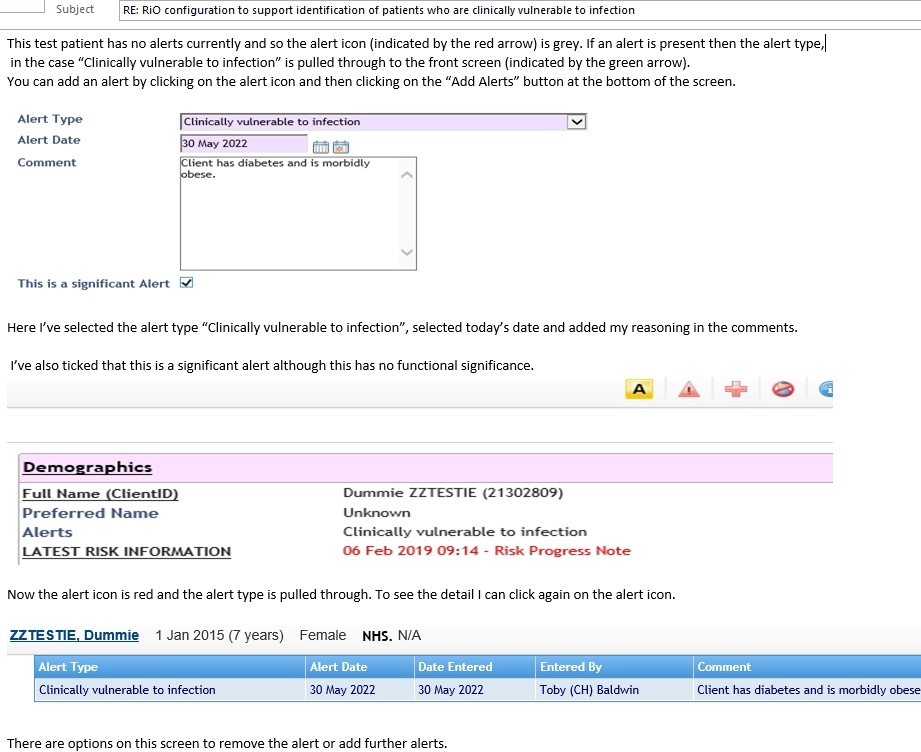 Subject RE: RiO configuration to support identification of patients who are clinically vulnerable to infection
This test patient has no alerts currently and so the alert icon (indicated by the red arrow) is grey. If an alert is present then the alert type,
in the case “Clinically vulnerable to infection” is pulled through to the front screen (indicated by the green arrow).
You can add an alert by clicking on the alert icon and then clicking on the “Add Alerts” button at the bottom of the screen.
Alert Type Clinically vulnerable to infection
Alert Date 30 May 2022
Comment Client has diabetes and is morbidly
obese.
This is a significant Alert
Here I’ve selected the alert type “Clinically vulnerable to infection”, selected today’s date and added my reasoning in the comments.
I’ve also ticked that this is a significant alert although this has no functional significance.
A
Demographics
Full Name (ClientID) Dummie ZZTESTIE (21302809)
Preferred Name Unknown
Alerts Clinically vulnerable to infection
LATEST RISK INFORMATION 06 Feb 2019 09:14 - Risk Progress Note
Now the alert icon is red and the alert type is pulled through. To see the detail I can click again on the alert icon.
ZZTESTIE, Dummie 1 Jan 2015 (7 years) Female NHS. N/A
Alert Type Alert Date Date Entered Entered By Comment
Clinically vulnerable to infection 30 May 2022 30 May 2022 Toby (CH) Baldwin Client has diabetes and is morbidly obese
There are options on this screen to remove the alert or add further alerts.